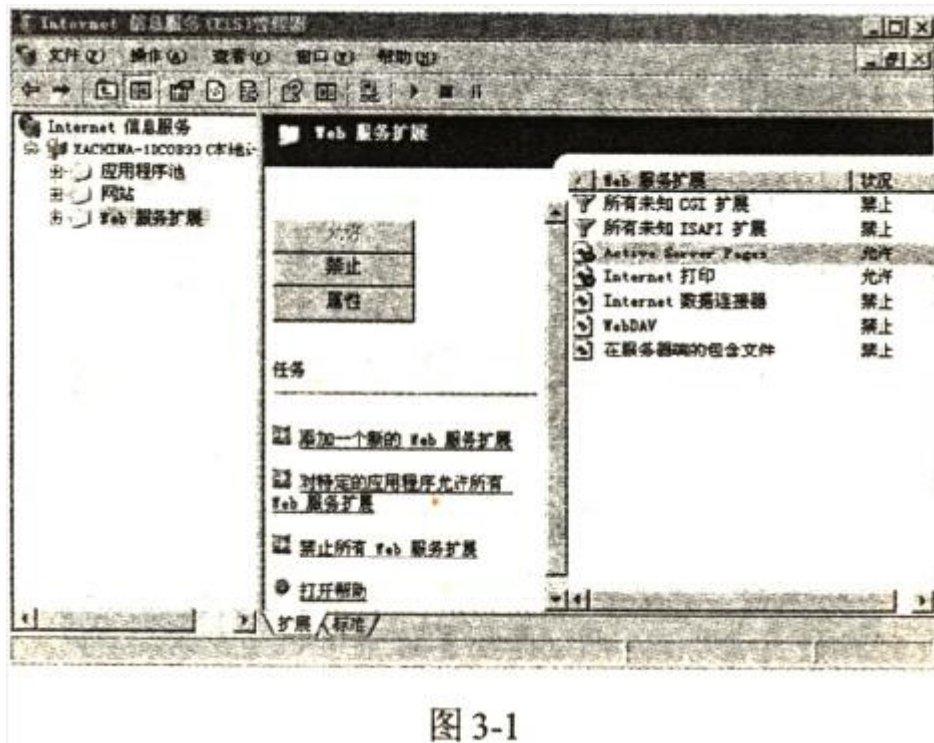 Internet 信息服务(IIS)管理器
文件(F) 操作(A) 查看(V) 窗口(W) 帮助(H)
Internet 信息服务
XACHINA-1DC0B33(本地计
应用程序池
网站
Web 服务扩展
Web 服务扩展
允许
禁止
属性
任务
添加一个新的 Web 服务扩展
对特定的应用程序允许所有
Web 服务扩展
禁止所有 Web 服务扩展
打开帮助
Web 服务扩展 状况
所有未知 CGI 扩展 禁止
所有未知 ISAPI 扩展 禁止
Active Server Pages 允许
Internet 打印 允许
Internet 数据连接器 禁止
WebDAV 禁止
在服务器端的包含文件 禁止
扩展 标准
图 3-1